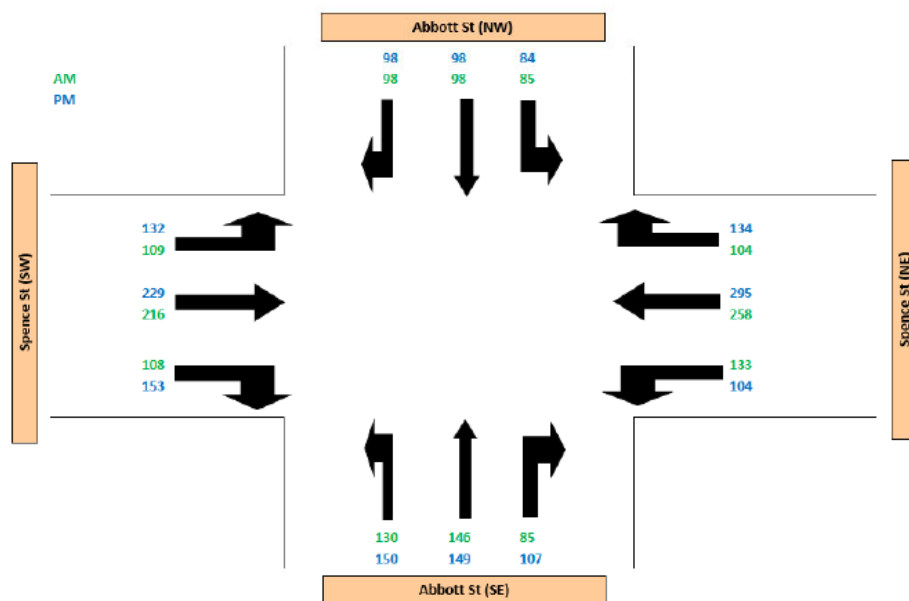 Abbott St (NW)
98 98 84
98 98 85
AM
PM
132
109
134
104
229
216
295
258
108
153
133
104
Spence St (SW)
Spence St (NE)
130 146 85
150 149 107
Abbott St (SE)